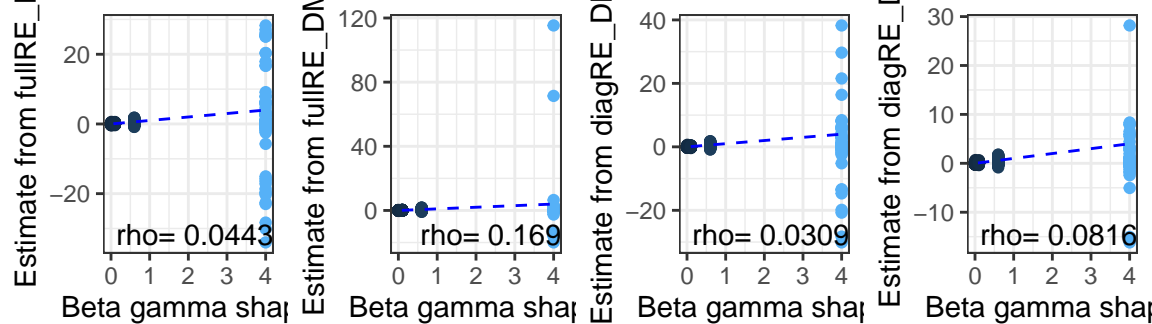 Estimate from fullRE_
20
0
−20
rho= 0.0443
0 1 2 3 4
Beta gamma shap
Estimate from fullRE_DM
120
80
40
0
rho= 0.169
0 1 2 3 4
Beta gamma shap
Estimate from diagRE_D
40
20
0
−20
rho= 0.0309
0 1 2 3 4
Beta gamma shap
Estimate from diagRE_D
30
20
10
0
−10
rho= 0.0816
0 1 2 3 4
Beta gamma shap